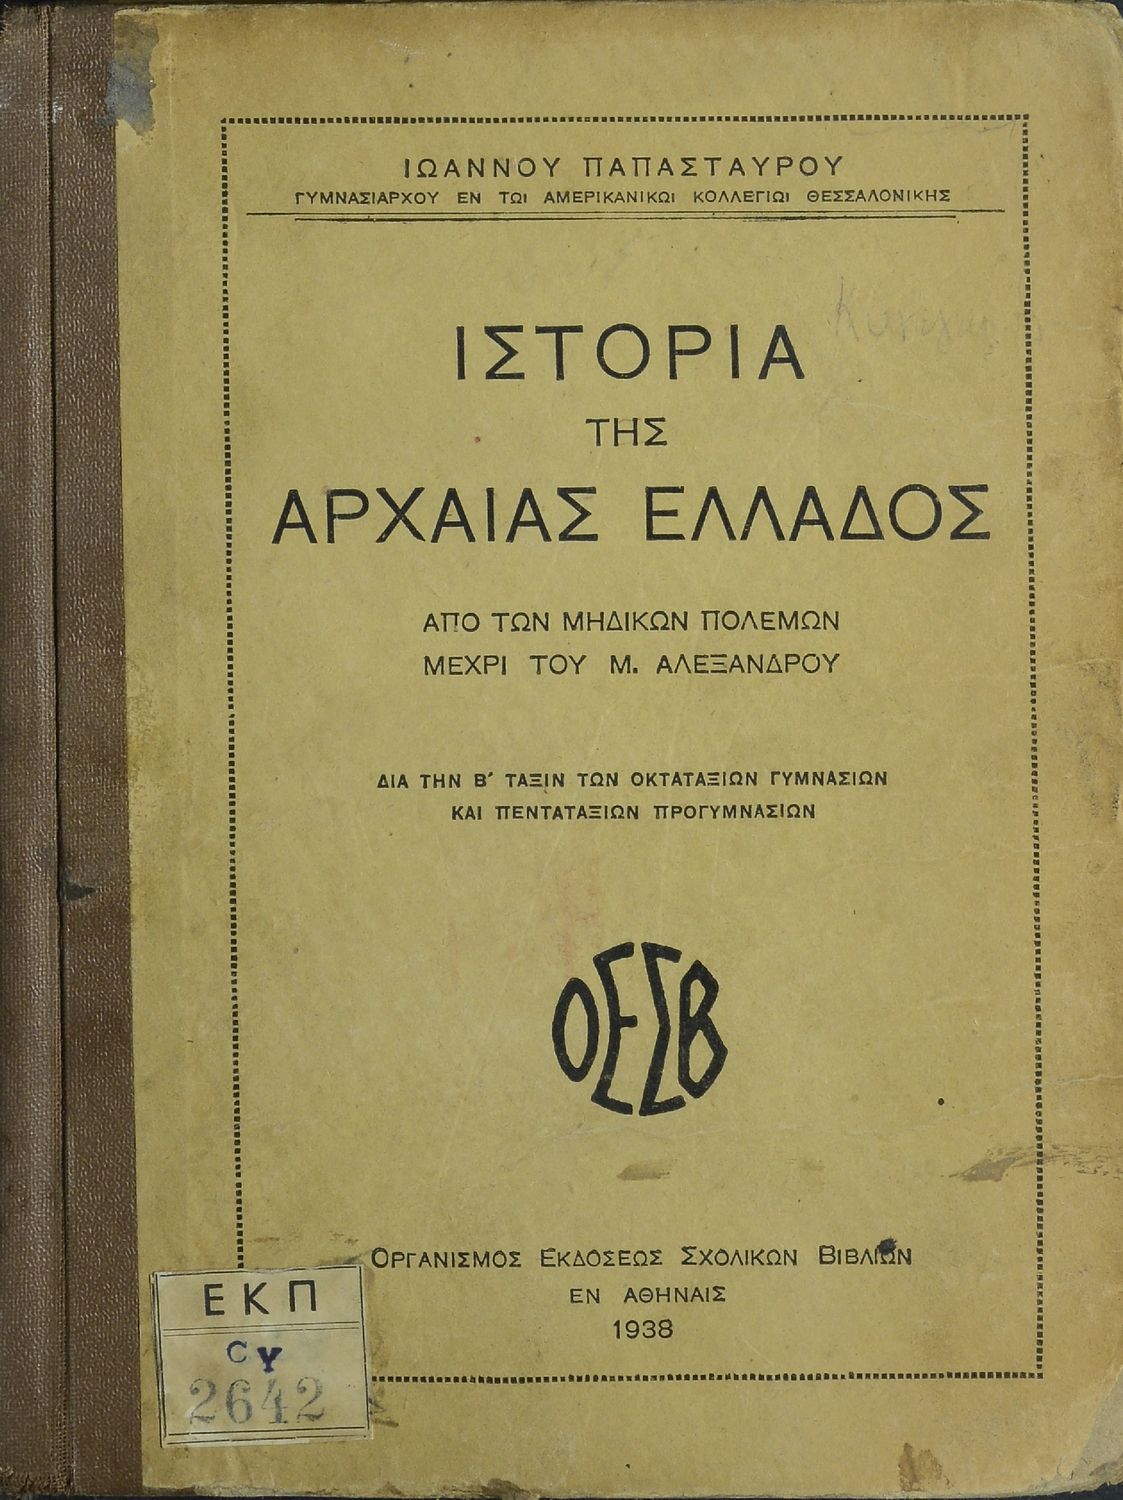 ΙΩΑΝΝΟΥ ΠΑΠΑΣΤΑΥΡΟΥ
ΓΥΜΝΑΣΙΑΡΧΟΥ ΕΝ ΤΩΙ ΑΜΕΡΙΚΑΝΙΚΩΙ ΚΟΛΛΕΓΙΩΙ ΘΕΣΣΑΛΟΝΙΚΗΣ
ΙΣΤΟΡΙΑ
ΤΗΣ
ΑΡΧΑΙΑΣ ΕΛΛΑΔΟΣ
ΑΠΟ ΤΩΝ ΜΗΔΙΚΩΝ ΠΟΛΕΜΩΝ
ΜΕΧΡΙ ΤΟΥ Μ. ΑΛΕΞΑΝΔΡΟΥ
ΔΙΑ ΤΗΝ Β΄ ΤΑΞΙΝ ΤΩΝ ΟΚΤΑΤΑΞΙΩΝ ΓΥΜΝΑΣΙΩΝ
ΚΑΙ ΠΕΝΤΑΤΑΞΙΩΝ ΠΡΟΓΥΜΝΑΣΙΩΝ
ΟΕΣΒ
ΟΡΓΑΝΙΣΜΟΣ ΕΚΔΟΣΕΩΣ ΣΧΟΛΙΚΩΝ ΒΙΒΛΙΩΝ
ΕΝ ΑΘΗΝΑΙΣ
1938
ΕΚΠ
CY
2642